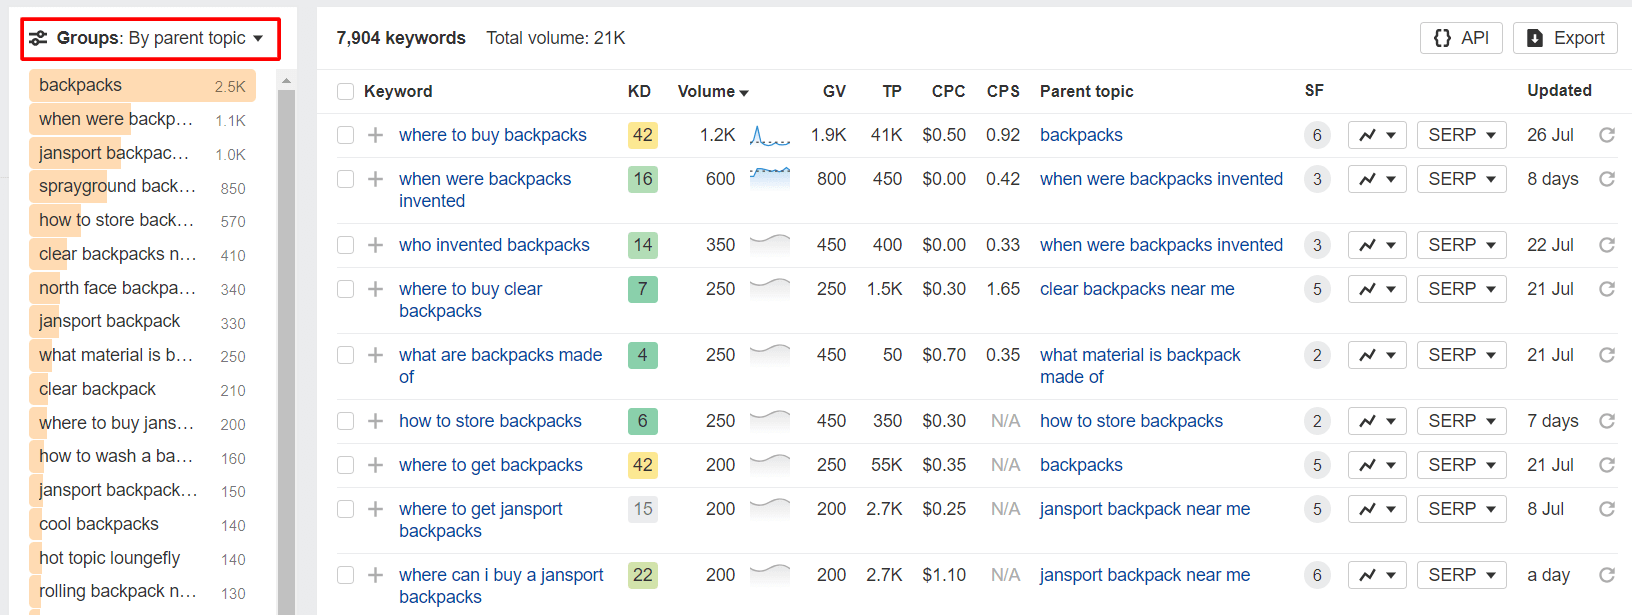 Groups: By parent topic
backpacks 2.5K
when were backp... 1.1K
jansport backpac... 1.0K
sprayground back... 850
how to store back... 570
clear backpacks n... 410
north face backpa... 340
jansport backpack 330
what material is b... 250
clear backpack 210
where to buy jans... 200
how to wash a ba... 160
jansport backpack... 150
cool backpacks 140
hot topic loungefly 140
rolling backpack n... 130
7,904 keywords Total volume: 21K
{} API Export
Keyword KD Volume GV TP CPC CPS Parent topic SF Updated
where to buy backpacks 42 1.2K 1.9K 41K $0.50 0.92 backpacks 6 SERP 26 Jul
when were backpacks 16 600 800 450 $0.00 0.42 when were backpacks invented 3 SERP 8 days
invented
who invented backpacks 14 350 450 400 $0.00 0.33 when were backpacks invented 3 SERP 22 Jul
where to buy clear 7 250 250 1.5K $0.30 1.65 clear backpacks near me 5 SERP 21 Jul
backpacks
what are backpacks made 4 250 450 50 $0.70 0.35 what material is backpack 2 SERP 21 Jul
of made of
how to store backpacks 6 250 450 350 $0.30 N/A how to store backpacks 2 SERP 7 days
where to get backpacks 42 200 250 55K $0.35 N/A backpacks 5 SERP 21 Jul
where to get jansport 15 200 200 2.7K $0.25 N/A jansport backpack near me 5 SERP 8 Jul
backpacks
where can i buy a jansport 22 200 200 2.7K $1.10 N/A jansport backpack near me 6 SERP a day
backpacks